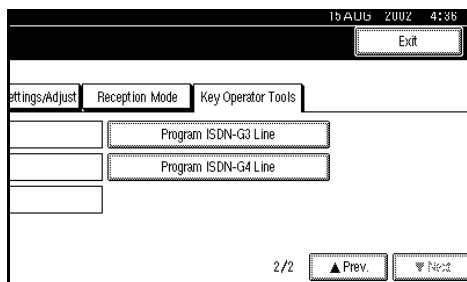 15 AUG 2002 4:36
Exit
ettings/Adjust Reception Mode Key Operator Tools
Program ISDN-G3 Line
Program ISDN-G4 Line
2/2 ▲ Prev. ▼ Next